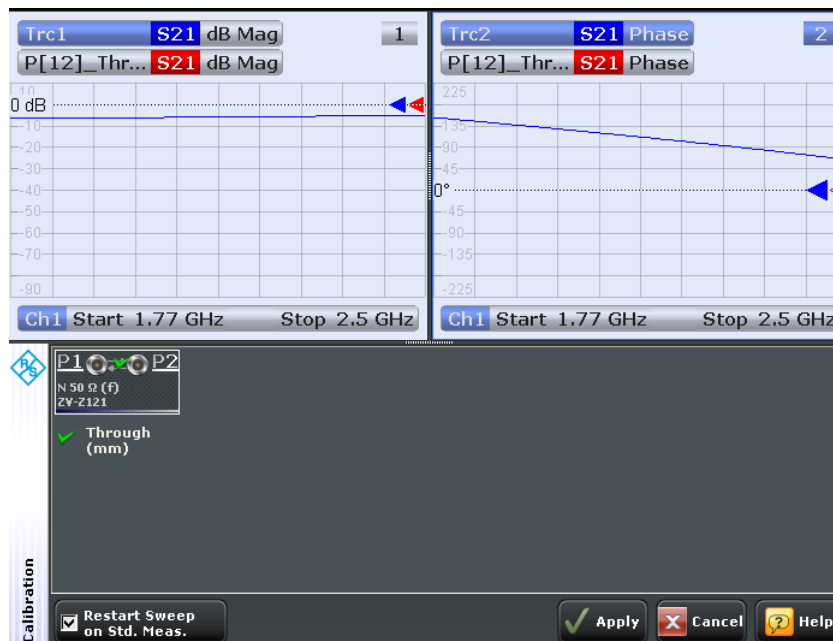 Trc1 S21 dB Mag 1
P[12]_Thr... S21 dB Mag
10
0 dB
-10
-20
-30
-40
-50
-60
-70
-90
Ch1 Start 1.77 GHz Stop 2.5 GHz
Trc2 S21 Phase 2
P[12]_Thr... S21 Phase
225
135
90
45
0°
-45
-90
-135
-225
Ch1 Start 1.77 GHz Stop 2.5 GHz
R&S
P1 P2
N 50 Ω (f)
ZV-Z121
Through
(mm)
Calibration
Restart Sweep
on Std. Meas.
Apply
Cancel
Help